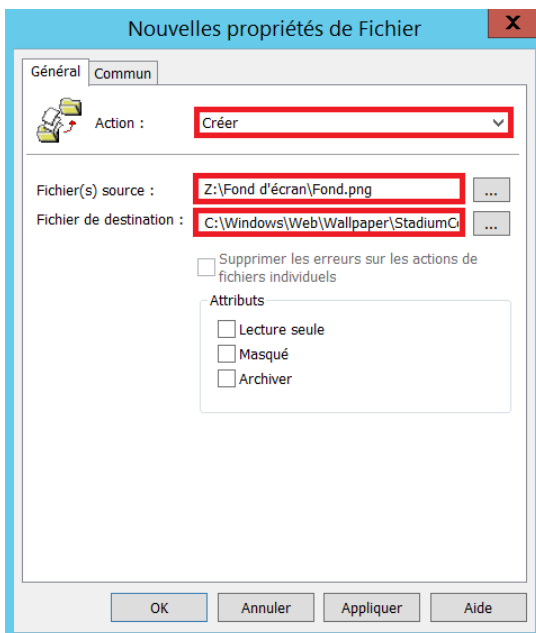 Nouvelles propriétés de Fichier
X
Général
Commun
Action :
Créer
Fichier(s) source :
Z:\Fond d'écran\Fond.png
...
Fichier de destination :
C:\Windows\Web\Wallpaper\StadiumC
...
Supprimer les erreurs sur les actions de
fichiers individuels
Attributs
Lecture seule
Masqué
Archiver
OK
Annuler
Appliquer
Aide